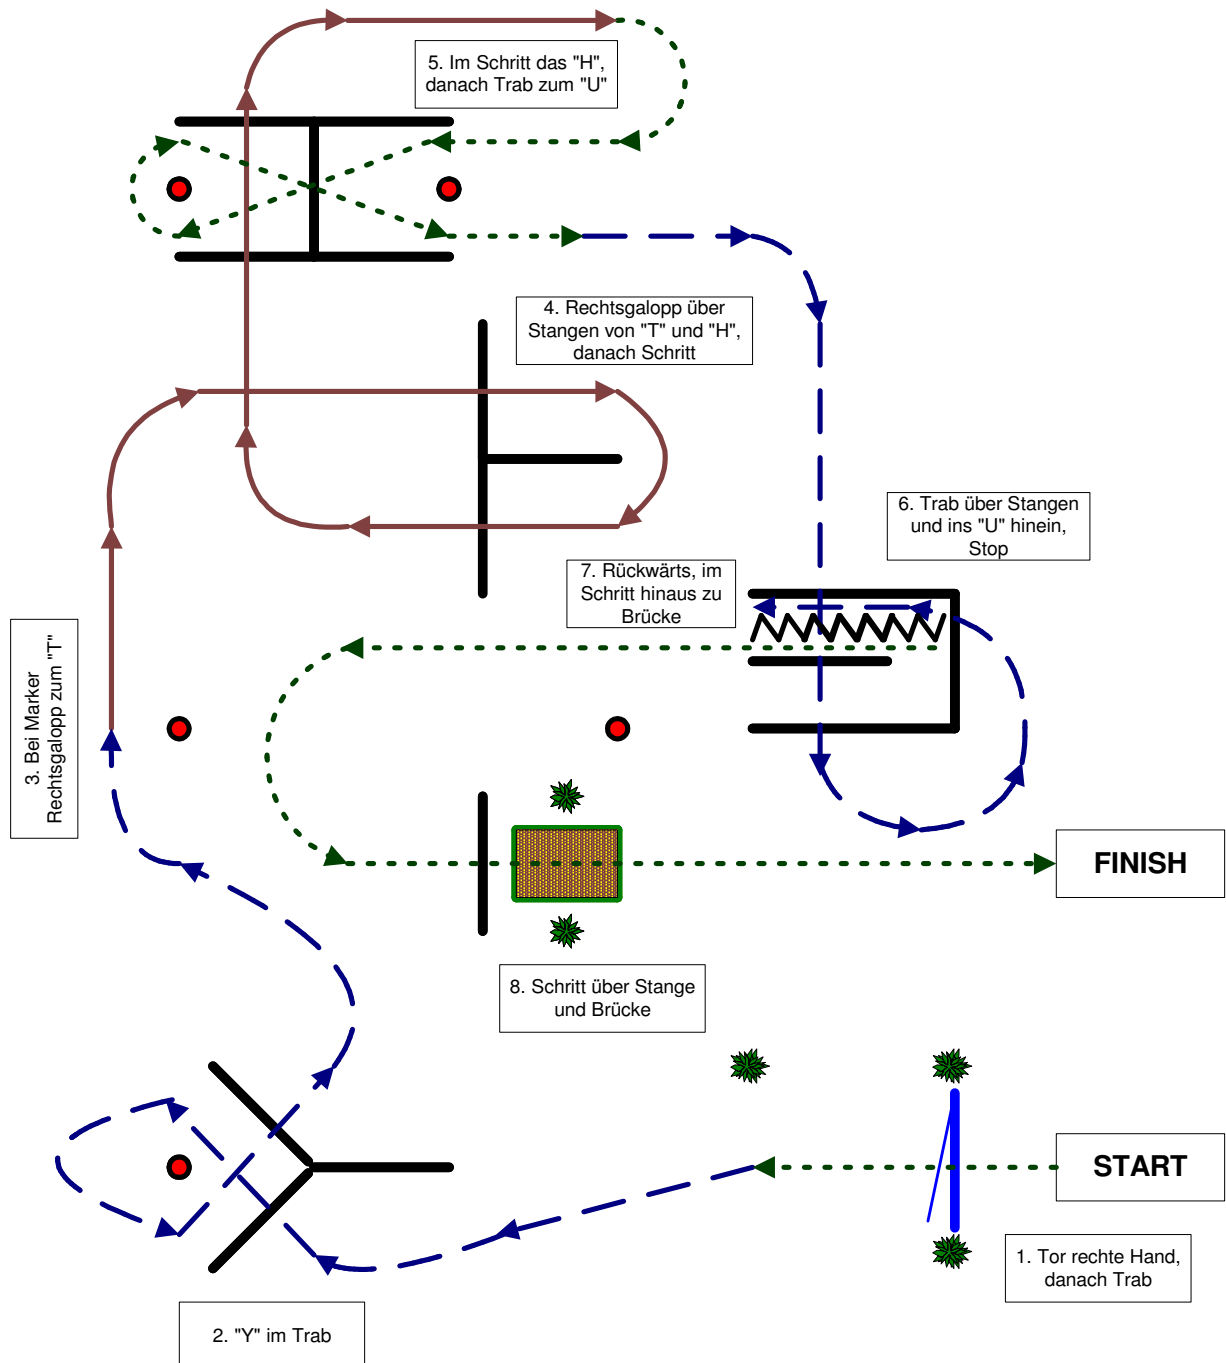 5. Im Schritt das "H",
danach Trab zum "U"
4. Rechtsgalopp über
Stangen von "T" und "H",
danach Schritt
6. Trab über Stangen
und ins "U" hinein,
Stop
7. Rückwärts, im
Schritt hinaus zu
Brücke
3. Bei Marker
Rechtsgalopp zum "T"
FINISH
8. Schritt über Stange
und Brücke
START
1. Tor rechte Hand,
danach Trab
2. "Y" im Trab